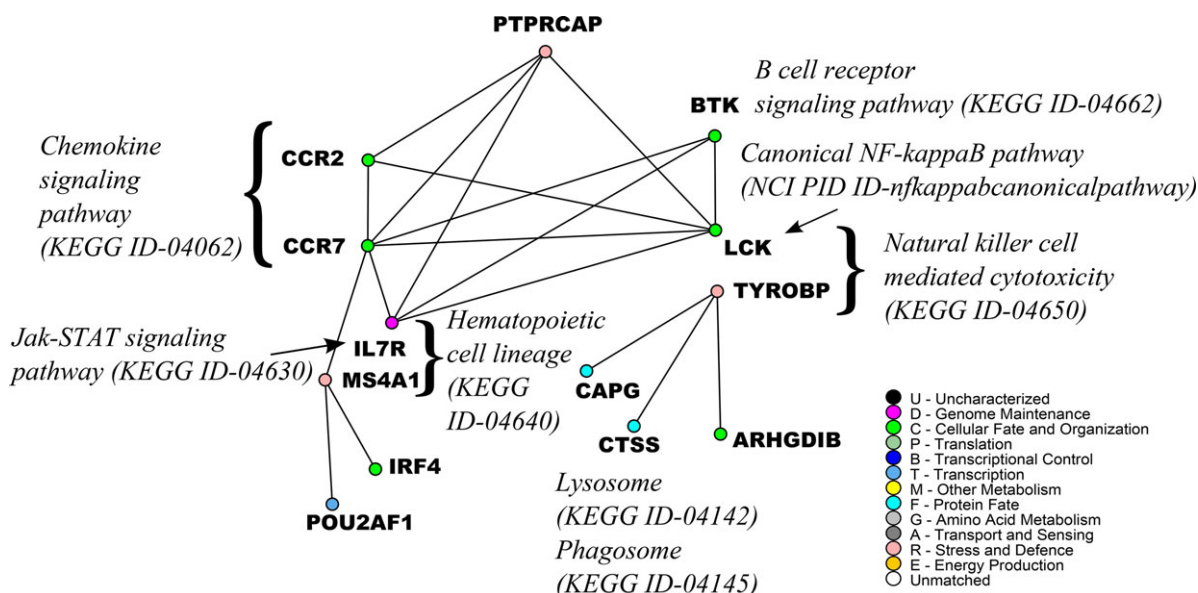 PTPRCAP
B cell receptor
signaling pathway (KEGG ID-04662)
BTK
Chemokine
signaling
pathway
(KEGG ID-04062)
CCR2
CCR7
Canonical NF-kappaB pathway
(NCI PID ID-nfkappabcanonicalpathway)
LCK
TYROBP
Natural killer cell
mediated cytotoxicity
(KEGG ID-04650)
Jak-STAT signaling
pathway (KEGG ID-04630)
IL7R
MS4A1
Hematopoietic
cell lineage
(KEGG
ID-04640)
CAPG
CTSS
ARHGDIB
IRF4
POU2AF1
Lysosome
(KEGG ID-04142)
Phagosome
(KEGG ID-04145)
U - Uncharacterized
D - Genome Maintenance
C - Cellular Fate and Organization
P - Translation
B - Transcriptional Control
T - Transcription
M - Other Metabolism
F - Protein Fate
G - Amino Acid Metabolism
A - Transport and Sensing
R - Stress and Defence
E - Energy Production
Unmatched